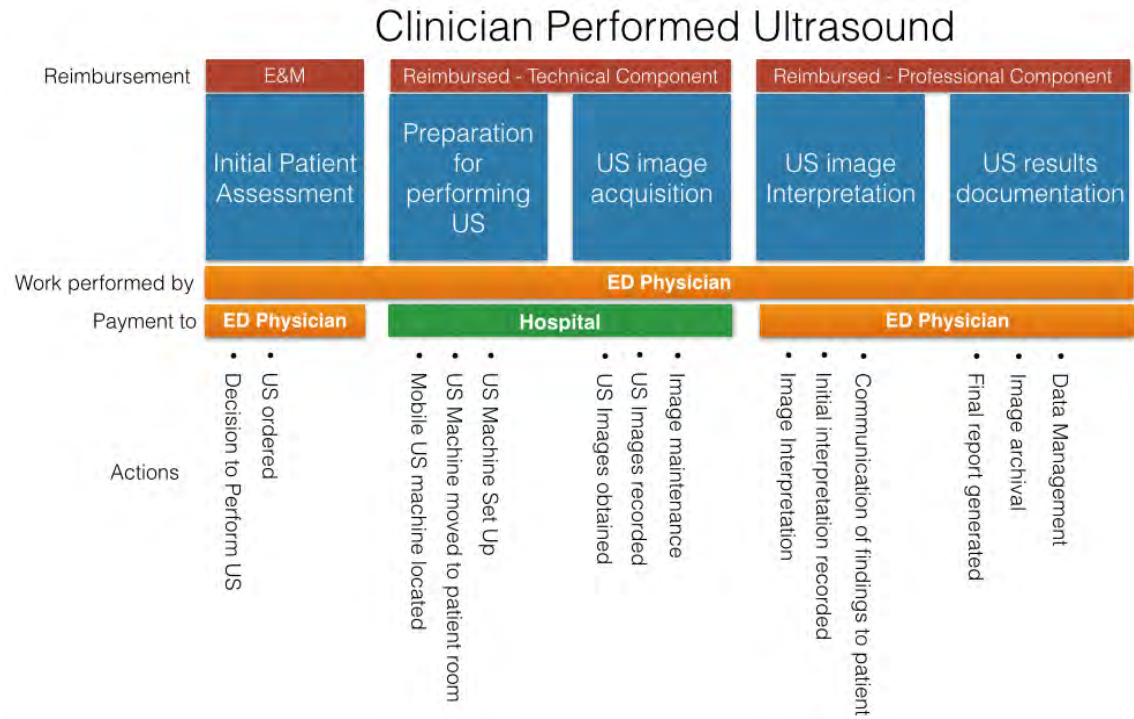 Clinician Performed Ultrasound
Reimbursement
E&M
Reimbursed - Technical Component
Reimbursed - Professional Component
Initial Patient
Assessment
Preparation
for
performing
US
US image
acquisition
US image
Interpretation
US results
documentation
Work performed by
ED Physician
Payment to
ED Physician
Hospital
ED Physician
Actions
• Decision to Perform US
• US ordered
• Mobile US machine located
• US Machine moved to patient room
• US Machine Set Up
• US Images obtained
• US Images recorded
• Image maintenance
• Image Interpretation
• Initial interpretation recorded
• Communication of findings to patient
• Final report generated
• Image archival
• Data Management